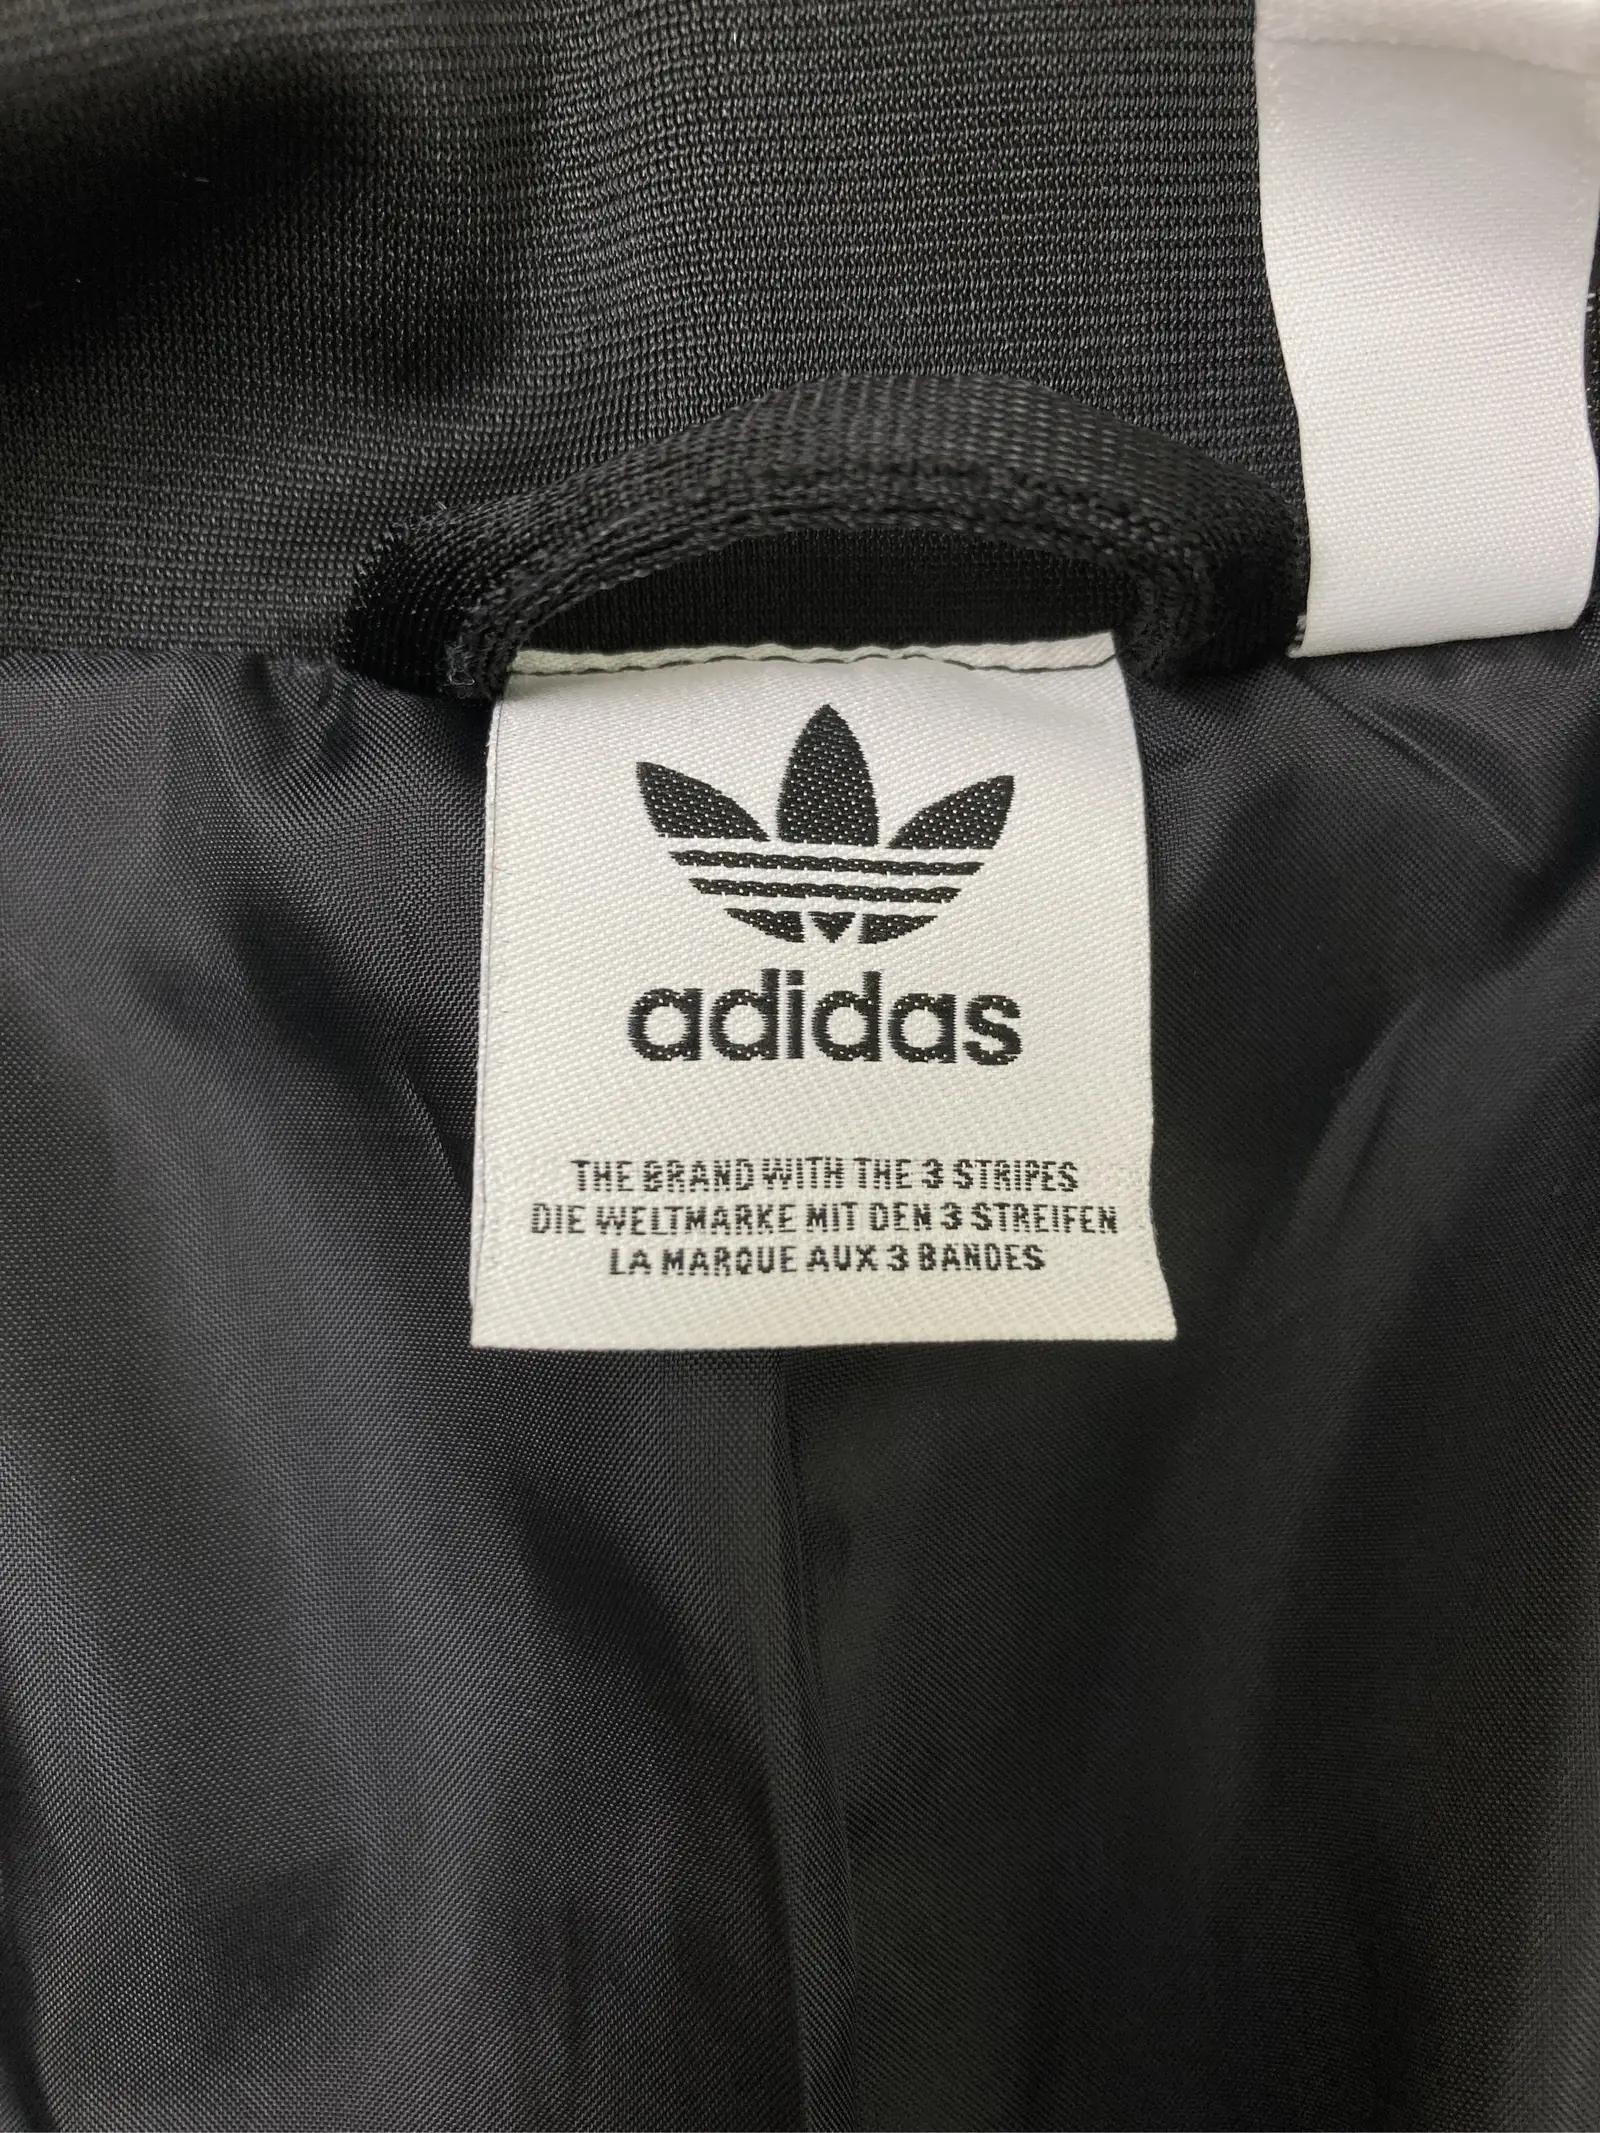 adidas
THE BRAND WITH THE 3 STRIPES
DIE WELTMARKE MIT DEN 3 STREIFEN
LA MARQUE AUX 3 BANDES